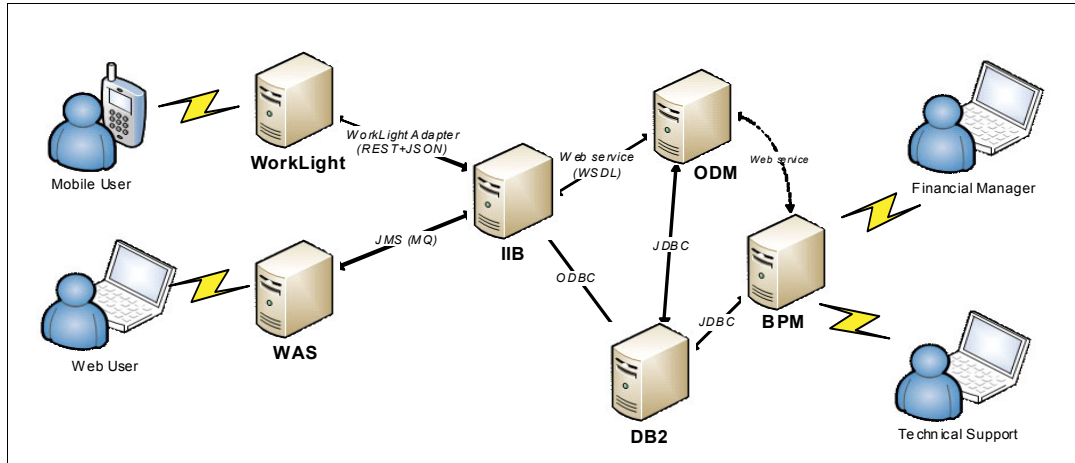 Mobile User
WorkLight
WorkLight Adapter
(REST+JSON)
IIB
Web service
(WSDL)
ODM
Web service
Financial Manager
Web User
WAS
JMS (MQ)
ODBC
JDBC
JDBC
BPM
DB2
Technical Support